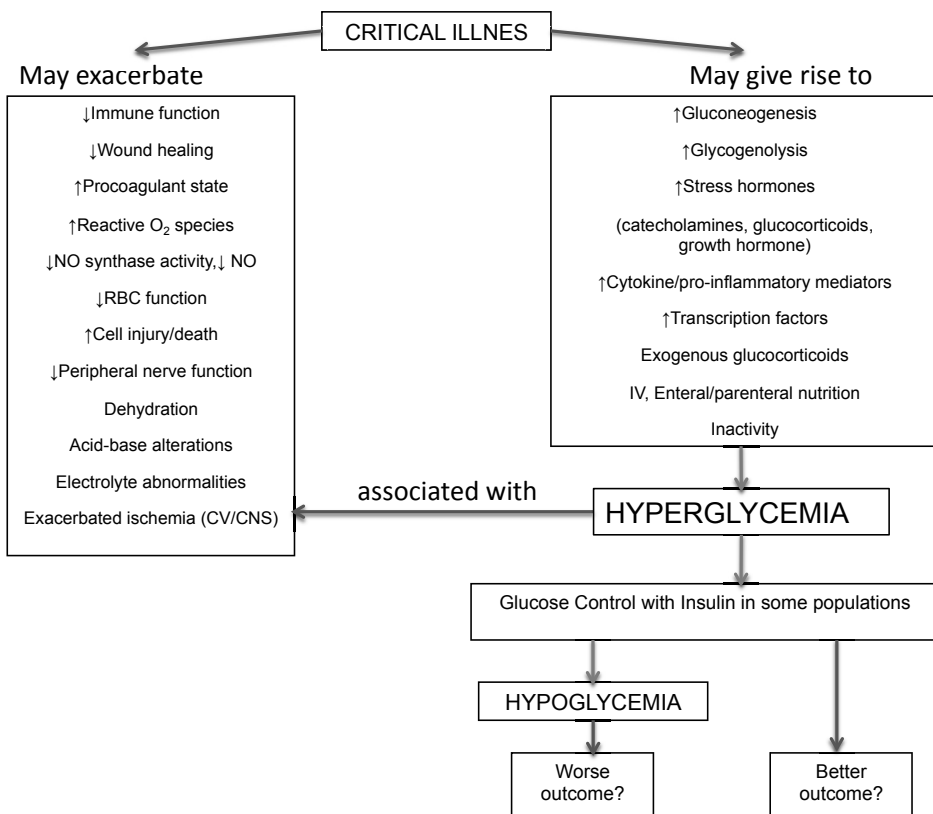 CRITICAL ILLNES
May exacerbate
↓Immune function
↓Wound healing
↑Procoagulant state
↑Reactive O₂ species
↓NO synthase activity,↓ NO
↓RBC function
↑Cell injury/death
↓Peripheral nerve function
Dehydration
Acid-base alterations
Electrolyte abnormalities
Exacerbated ischemia (CV/CNS)
May give rise to
↑Gluconeogenesis
↑Glycogenolysis
↑Stress hormones
(catecholamines, glucocorticoids,
growth hormone)
↑Cytokine/pro-inflammatory mediators
↑Transcription factors
Exogenous glucocorticoids
IV, Enteral/parenteral nutrition
Inactivity
associated with
HYPERGLYCEMIA
Glucose Control with Insulin in some populations
HYPOGLYCEMIA
Worse
outcome?
Better
outcome?